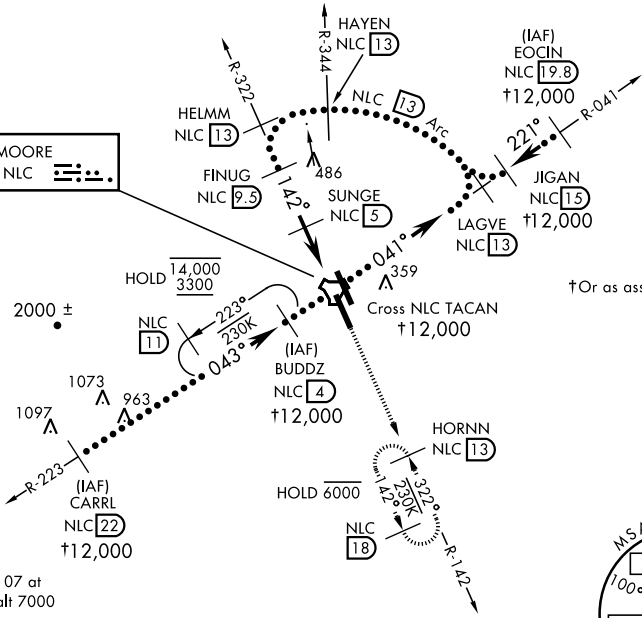 HAYEN
NLC 13
(IAF)
EOCIN
NLC 19.8
†12,000
R-344
R-322
R-041
HELMM
NLC 13
NLC 13 Arc
221°
MOORE
NLC
FINUG
NLC 9.5
486
142°
SUNGE
NLC 5
JIGAN
NLC 15
†12,000
LAGVE
NLC 13
041°
359
HOLD 14,000
3300
†Or as ass
Cross NLC TACAN
†12,000
2000 ±
223°
230K
NLC
11
043°
(IAF)
BUDDZ
NLC 4
†12,000
1073
963
1097
R-223
(IAF)
CARRL
NLC 22
†12,000
HORNN
NLC 13
HOLD 6000
142°
230K
322°
NLC
18
R-142
07 at
alt 7000
MSA
100°